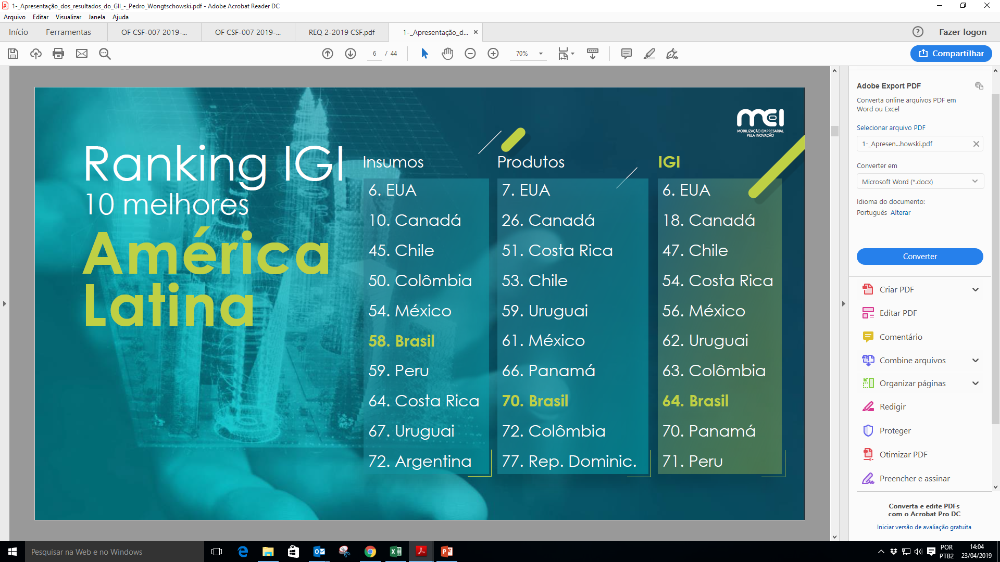 1-_Apresentação_dos_resultados_do_GII_-_Pedro_Wongtschowski.pdf - Adobe Acrobat Reader DC
Arquivo Editar Visualizar Janela Ajuda
Início Ferramentas OF CSF-007 2019-... OF CSF-007 2019-... REQ 2-2019 CSF.pdf 1-_Apresentação_d... × Fazer logon
6 / 44 70% Compartilhar
mei
MOBILIZAÇÃO EMPRESARIAL
PELA INOVAÇÃO
Ranking IGI
10 melhores
América
Latina
Insumos
6. EUA
10. Canadá
45. Chile
50. Colômbia
54. México
58. Brasil
59. Peru
64. Costa Rica
67. Uruguai
72. Argentina
Produtos
7. EUA
26. Canadá
51. Costa Rica
53. Chile
59. Uruguai
61. México
66. Panamá
70. Brasil
72. Colômbia
77. Rep. Dominic.
IGI
6. EUA
18. Canadá
47. Chile
54. Costa Rica
56. México
62. Uruguai
63. Colômbia
64. Brasil
70. Panamá
71. Peru
Adobe Export PDF
Converta online arquivos PDF em
Word ou Excel
Selecionar arquivo PDF
1-_Apresen...howski.pdf
Converter em
Microsoft Word (*.docx)
Idioma do documento:
Português Alterar
Converter
Criar PDF
Editar PDF
Comentário
Combine arquivos
Organizar páginas
Redigir
Proteger
Otimizar PDF
Preencher e assinar
Converta e edite PDFs
com o Acrobat Pro DC
Iniciar versão de avaliação gratuita
Pesquisar na Web e no Windows
POR
PTB2
14:04
23/04/2019